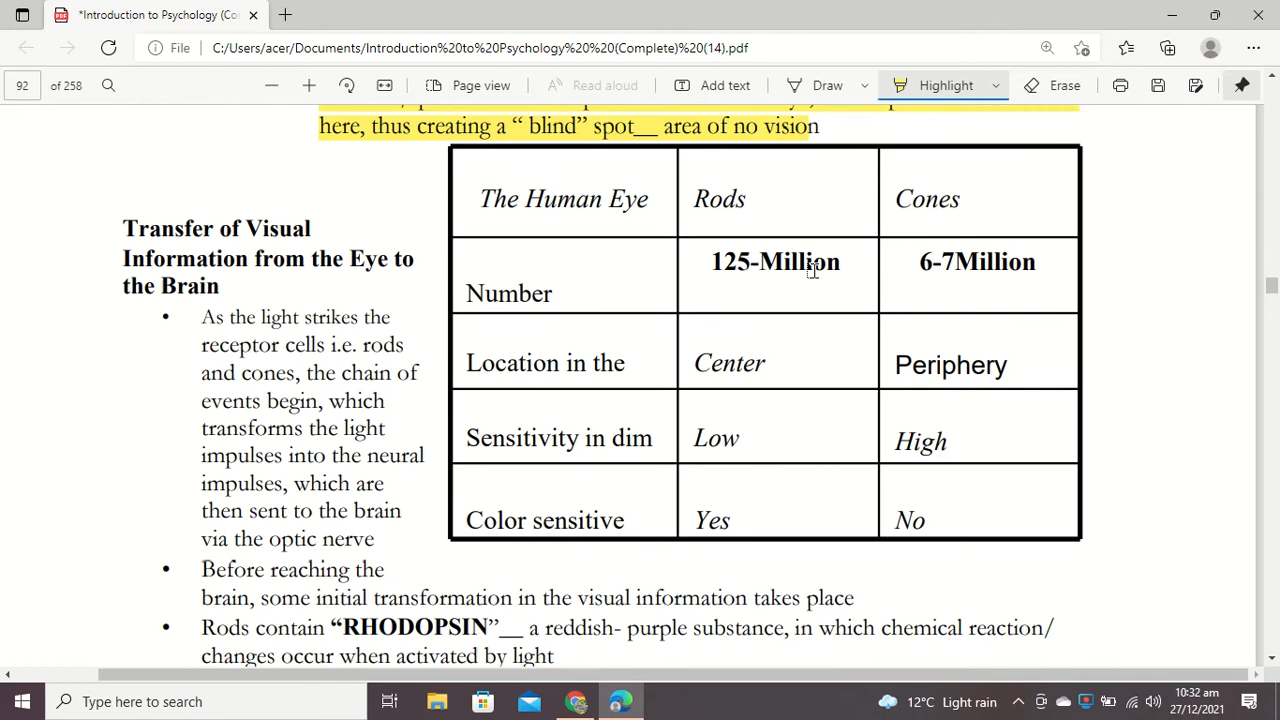 *Introduction to Psychology (Co
File
C:/Users/acer/Documents/Introduction%20to%20Psychology%20%20(Complete)%20(14).pdf
92 of 258
Page view
Read aloud
Add text
Draw
Highlight
Erase
here, thus creating a “ blind” spot__ area of no vision
The Human Eye Rods Cones
Number 125-Million 6-7Million
Location in the Center Periphery
Sensitivity in dim Low High
Color sensitive Yes No
Transfer of Visual
Information from the Eye to
the Brain
• As the light strikes the
receptor cells i.e. rods
and cones, the chain of
events begin, which
transforms the light
impulses into the neural
impulses, which are
then sent to the brain
via the optic nerve
• Before reaching the
brain, some initial transformation in the visual information takes place
• Rods contain “RHODOPSIN”__ a reddish- purple substance, in which chemical reaction/
changes occur when activated by light
Type here to search
12°C Light rain
10:32 am
27/12/2021